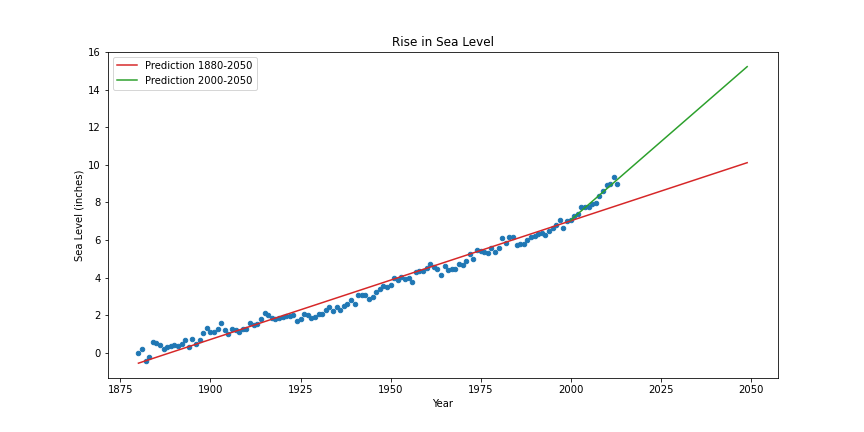 Rise in Sea Level
Prediction 1880-2050
Prediction 2000-2050
Sea Level (inches)
16
14
12
10
8
6
4
2
0
1875 1900 1925 1950 1975 2000 2025 2050
Year